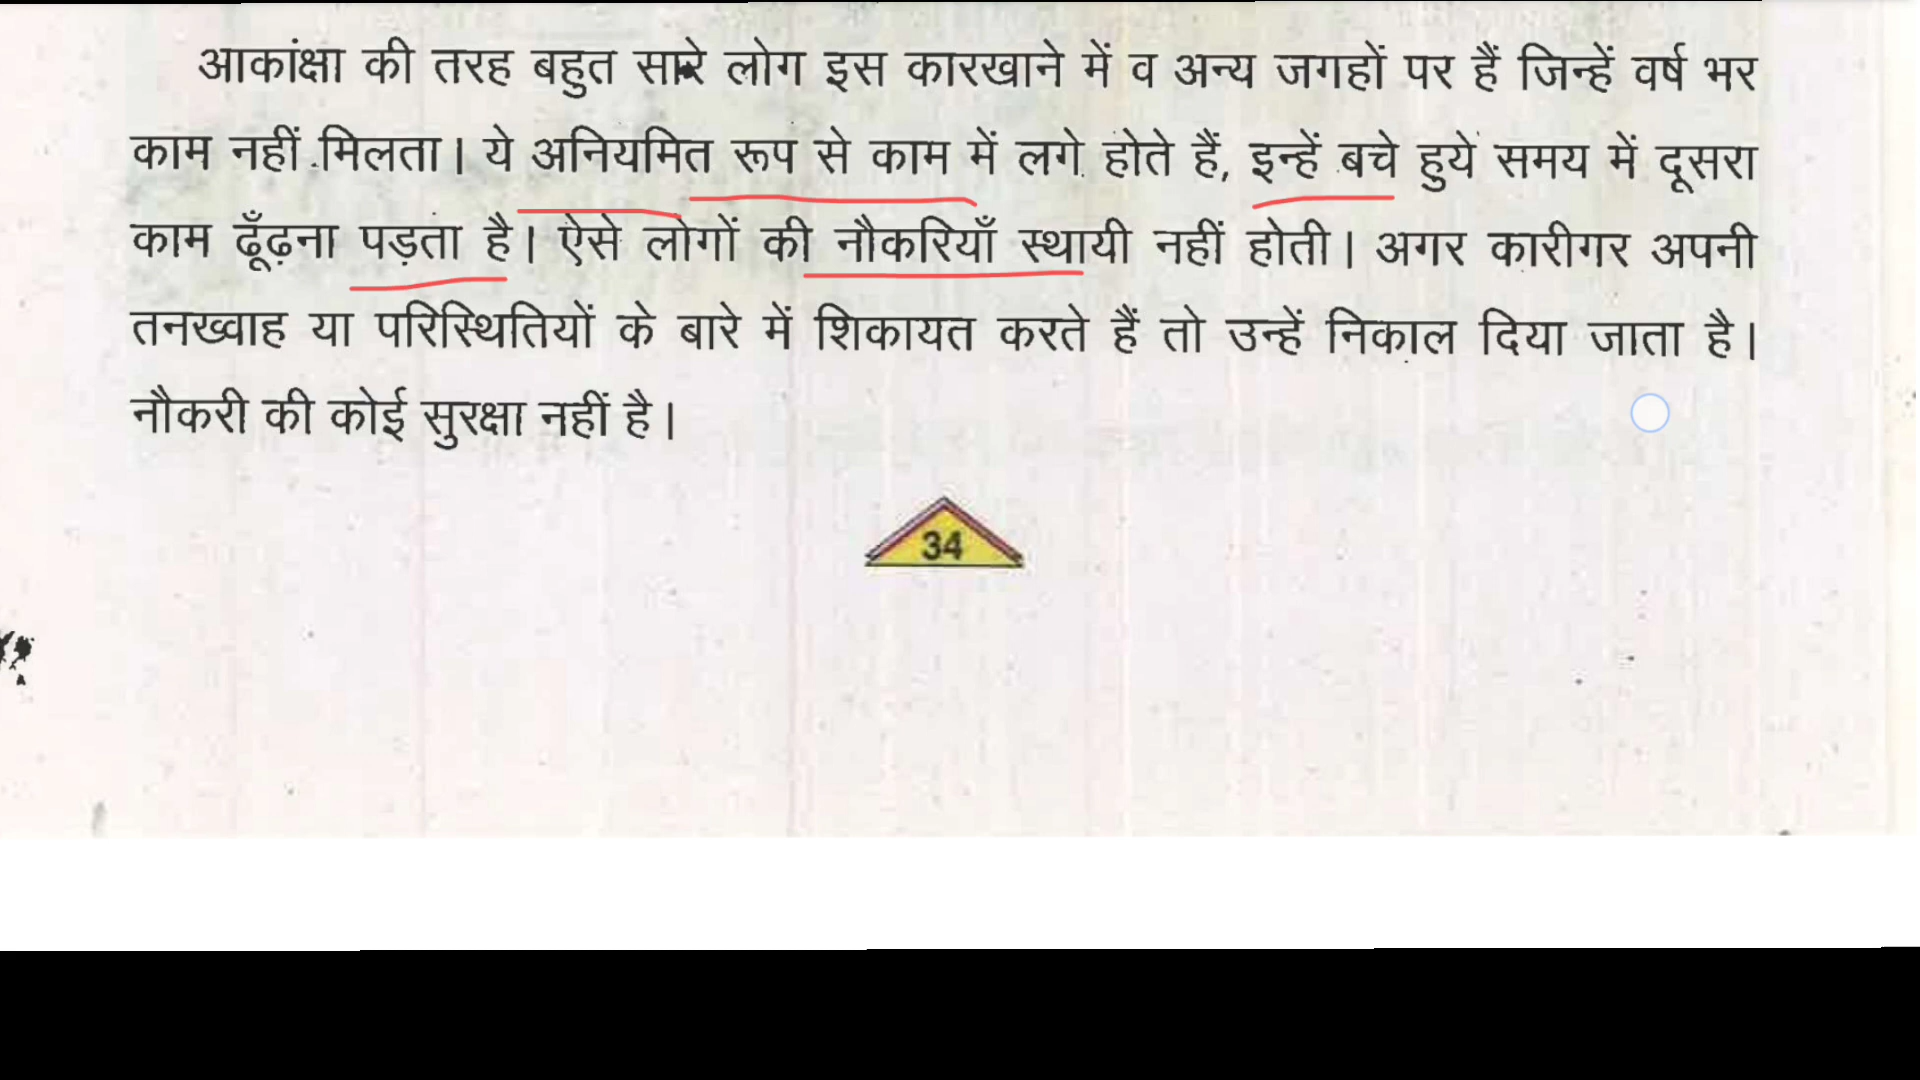 आकांक्षा की तरह बहुत सारे लोग इस कारखाने में व अन्य जगहों पर हैं जिन्हें वर्ष भर
काम नहीं मिलता। ये अनियमित रूप से काम में लगे होते हैं, इन्हें बचे हुये समय में दूसरा
काम ढूँढ़ना पड़ता है। ऐसे लोगों की नौकरियाँ स्थायी नहीं होती। अगर कारीगर अपनी
तनख्वाह या परिस्थितियों के बारे में शिकायत करते हैं तो उन्हें निकाल दिया जाता है।
नौकरी की कोई सुरक्षा नहीं है।
34